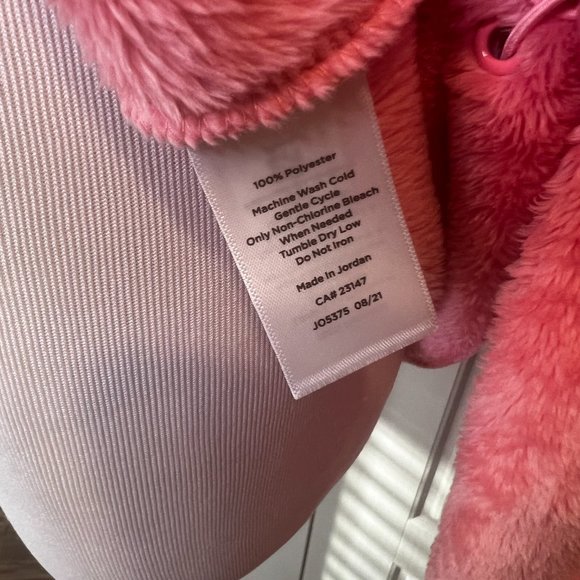 100% Polyester
Machine Wash Cold
Gentle Cycle
Only Non-Chlorine Bleach
When Needed
Tumble Dry Low
Do Not Iron
Made in Jordan
CA# 23147
JO5375 08/21